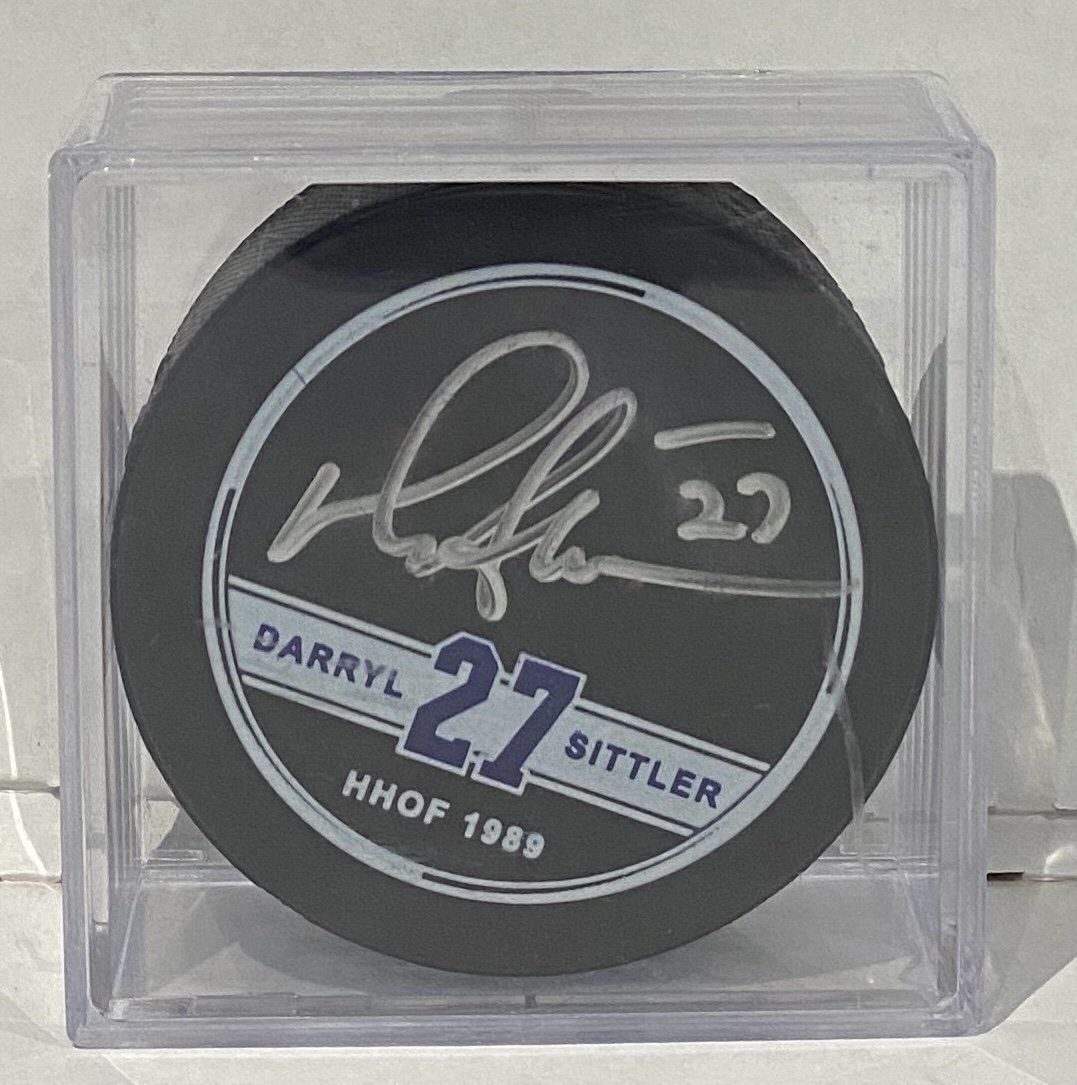 27
DARRYL 27 SITTLER
HHOF 1989